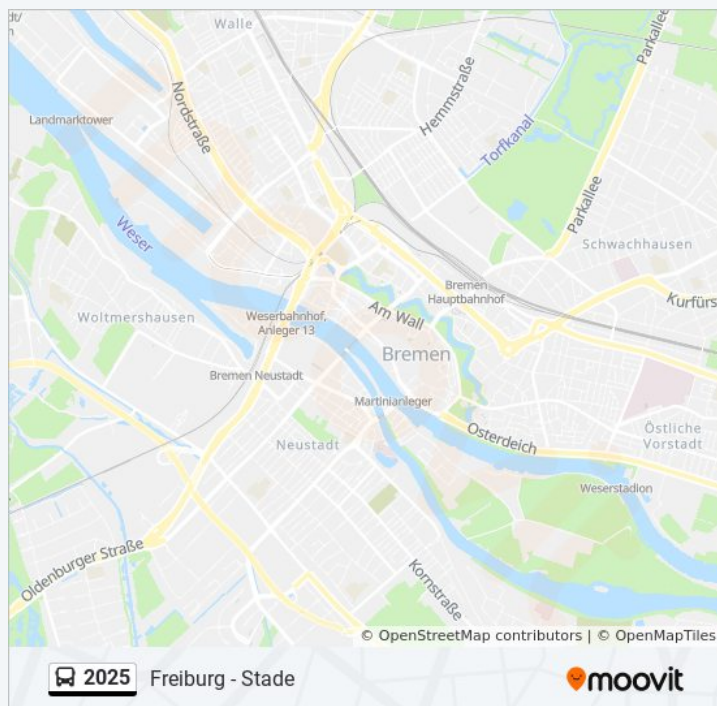 dt/
n
Walle
Parkallee
Hemmstraße
Nordstraße
Landmarktower
Torfkanal
Parkallee
Weser
Schwachhausen
Bremen
Hauptbahnhof
Kurfürs
Am Wall
Woltmershausen
Weserbahnhof,
Anleger 13
Bremen
Bremen Neustadt
Martinianleger
Östliche
Vorstadt
Osterdeich
Neustadt
Weserstadion
Oldenburger Straße
Kornstraße
© OpenStreetMap contributors | © OpenMapTiles
2025 Freiburg - Stade
moovit